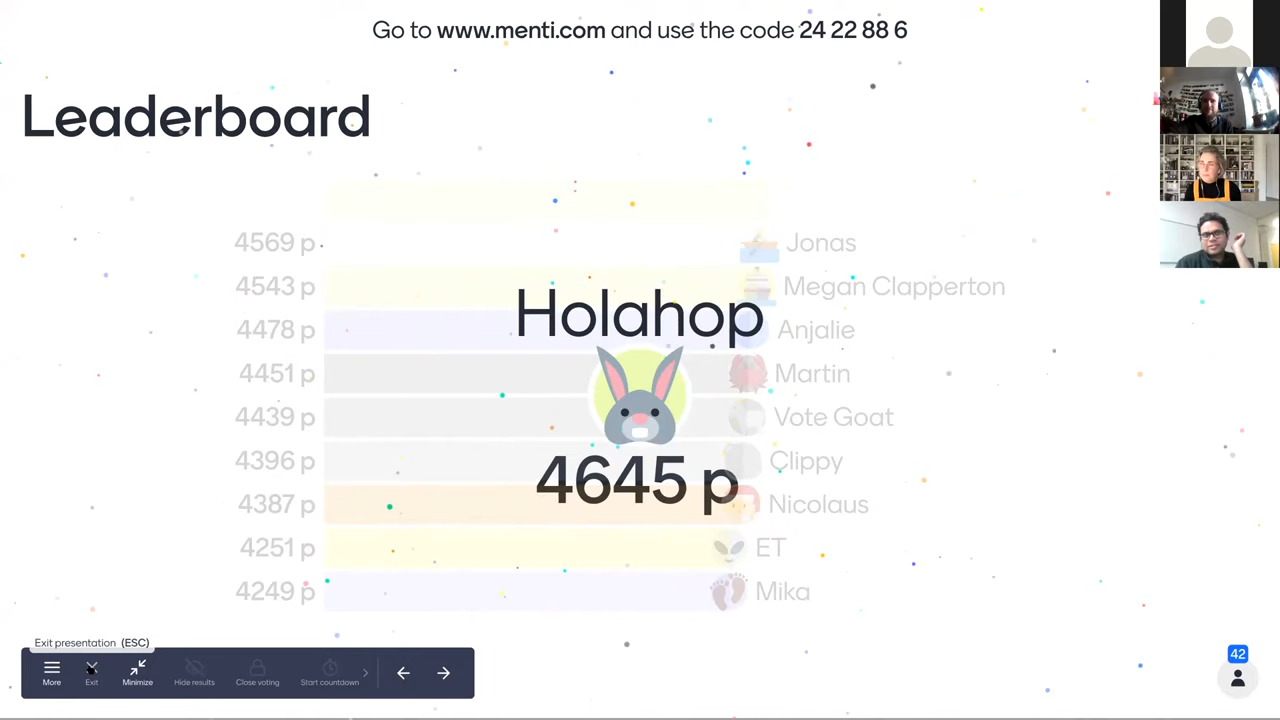 Go to www.menti.com and use the code 24 22 88 6
Leaderboard
4569 p Jonas
4543 p Megan Clapperton
Holahop
4478 p Anjalie
4451 p Martin
4439 p Vote Goat
4396 p Clippy
4645 p
4387 p Nicolaus
4251 p ET
4249 p Mika
Exit presentation (ESC)
More Exit Minimize Hide results Close voting Start countdown
42